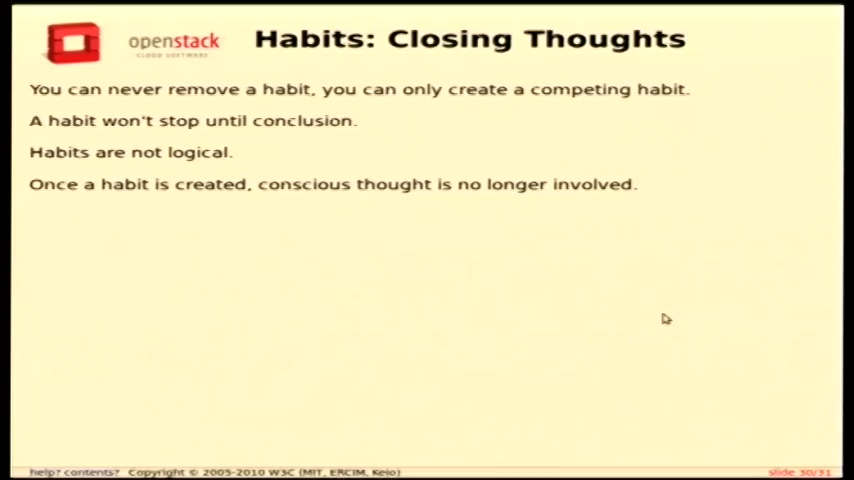 openstack
CLOUD SOFTWARE
Habits: Closing Thoughts
You can never remove a habit, you can only create a competing habit.
A habit won't stop until conclusion.
Habits are not logical.
Once a habit is created, conscious thought is no longer involved.
help? contents? Copyright © 2005-2010 W3C (MIT, ERCIM, Keio)
slide 30/31